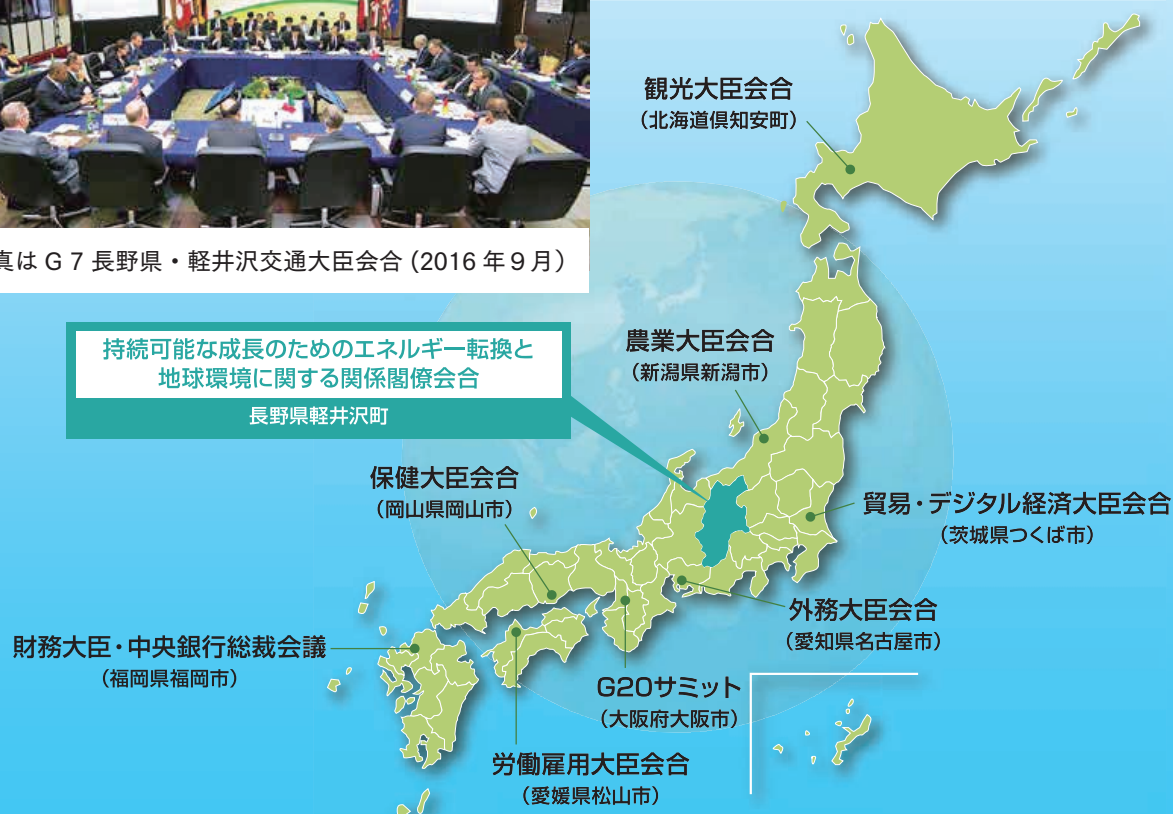 真はG7長野県・軽井沢交通大臣会合（2016年9月）
観光大臣会合
（北海道倶知安町）
持続可能な成長のためのエネルギー転換と
地球環境に関する関係閣僚会合
長野県軽井沢町
農業大臣会合
（新潟県新潟市）
保健大臣会合
（岡山県岡山市）
貿易・デジタル経済大臣会合
（茨城県つくば市）
外務大臣会合
（愛知県名古屋市）
財務大臣・中央銀行総裁会議
（福岡県福岡市）
G20サミット
（大阪府大阪市）
労働雇用大臣会合
（愛媛県松山市）